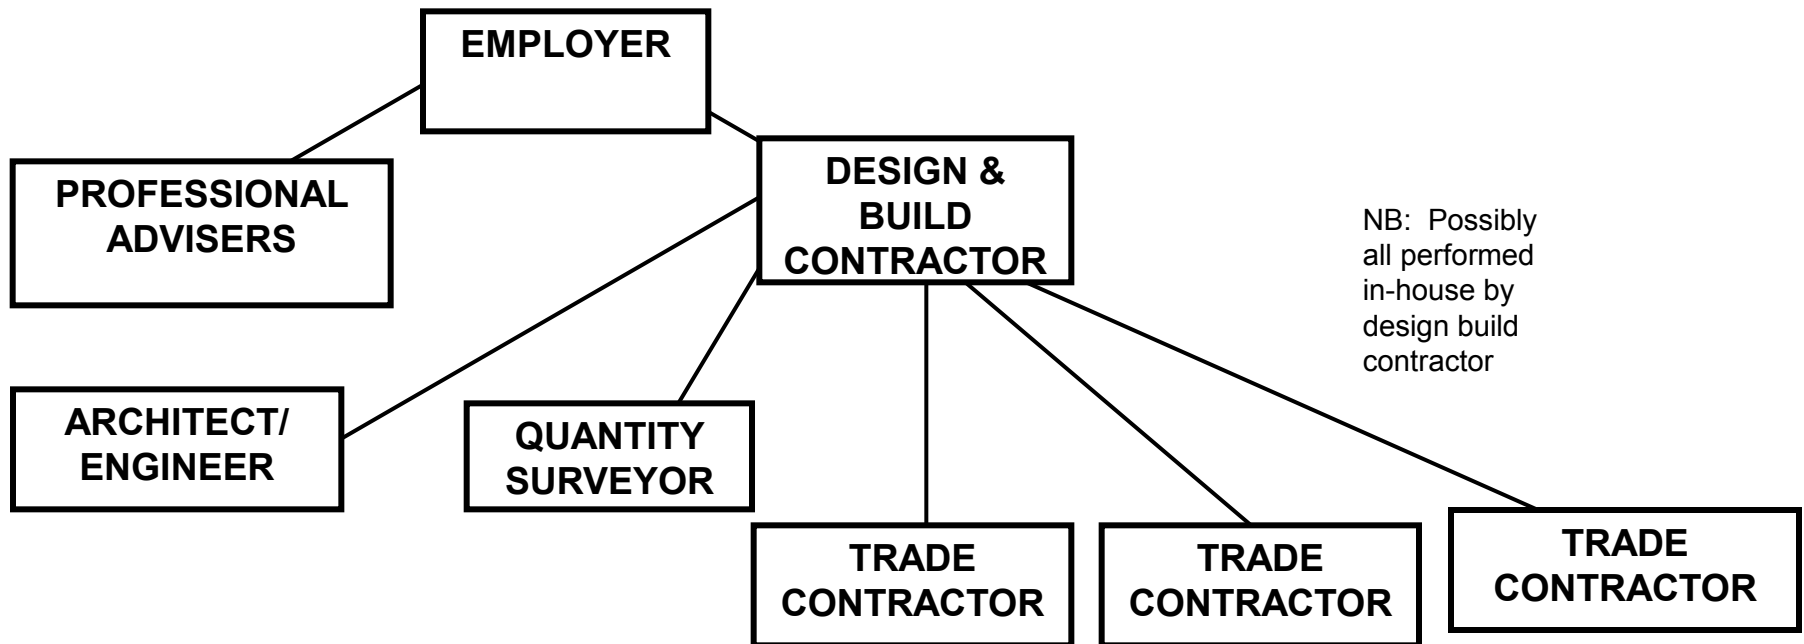 EMPLOYER
PROFESSIONAL
ADVISERS
DESIGN &
BUILD
CONTRACTOR
NB: Possibly
all performed
in-house by
design build
contractor
ARCHITECT/
ENGINEER
QUANTITY
SURVEYOR
TRADE
CONTRACTOR
TRADE
CONTRACTOR
TRADE
CONTRACTOR